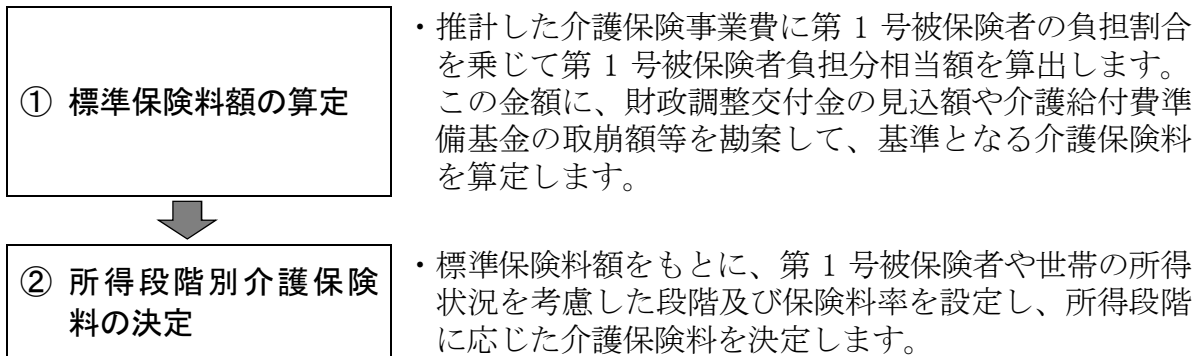 ① 標準保険料額の算定
・推計した介護保険事業費に第 1 号被保険者の負担割合
を乗じて第 1 号被保険者負担分相当額を算出します。
この金額に、財政調整交付金の見込額や介護給付費準
備基金の取崩額等を勘案して、基準となる介護保険料
を算定します。
② 所得段階別介護保険
料の決定
・標準保険料額をもとに、第 1 号被保険者や世帯の所得
状況を考慮した段階及び保険料率を設定し、所得段階
に応じた介護保険料を決定します。